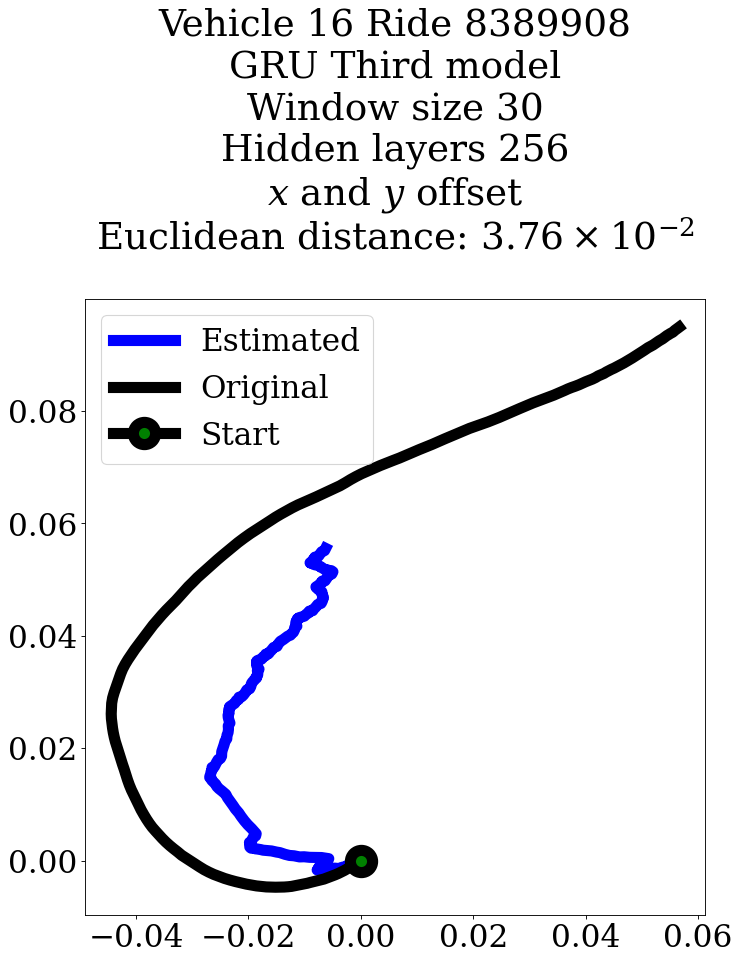 Vehicle 16 Ride 8389908
GRU Third model
Window size 30
Hidden layers 256
x and y offset
Euclidean distance: 3.76 × 10⁻²
Estimated
Original
Start
0.08
0.06
0.04
0.02
0.00
−0.04 −0.02 0.00 0.02 0.04 0.06